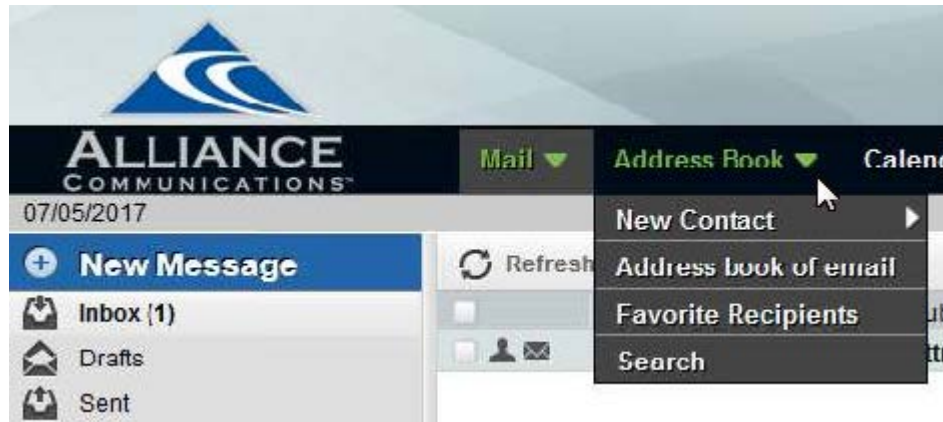 ALLIANCE
COMMUNICATIONS™
Mail Address Book
07/05/2017
New Contact
Address book of email
Favorite Recipients
Search
New Message
Refresh
Inbox (1)
Drafts
Sent